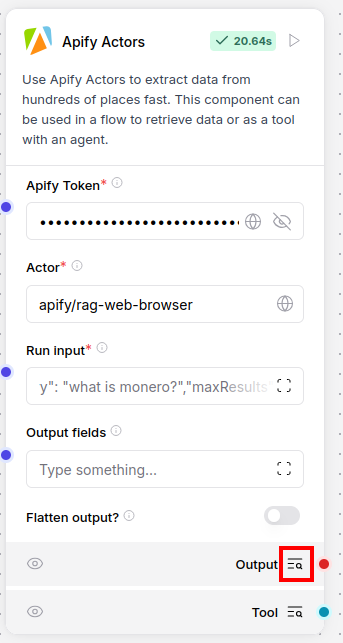 Apify Actors
20.64s
Use Apify Actors to extract data from
hundreds of places fast. This component can
be used in a flow to retrieve data or as a tool
with an agent.
Apify Token*
Actor*
apify/rag-web-browser
Run input*
y": "what is monero?","maxResults
Output fields
Type something...
Flatten output?
Output
Tool